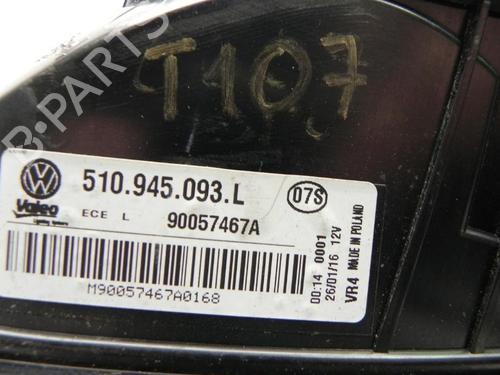 B-PARTS
T107
510.945.093.L
07S
Valeo
ECE L
90057467A
M90057467A0168
00:14 0001
26/01/16 12V
VR4 MADE IN POLAND